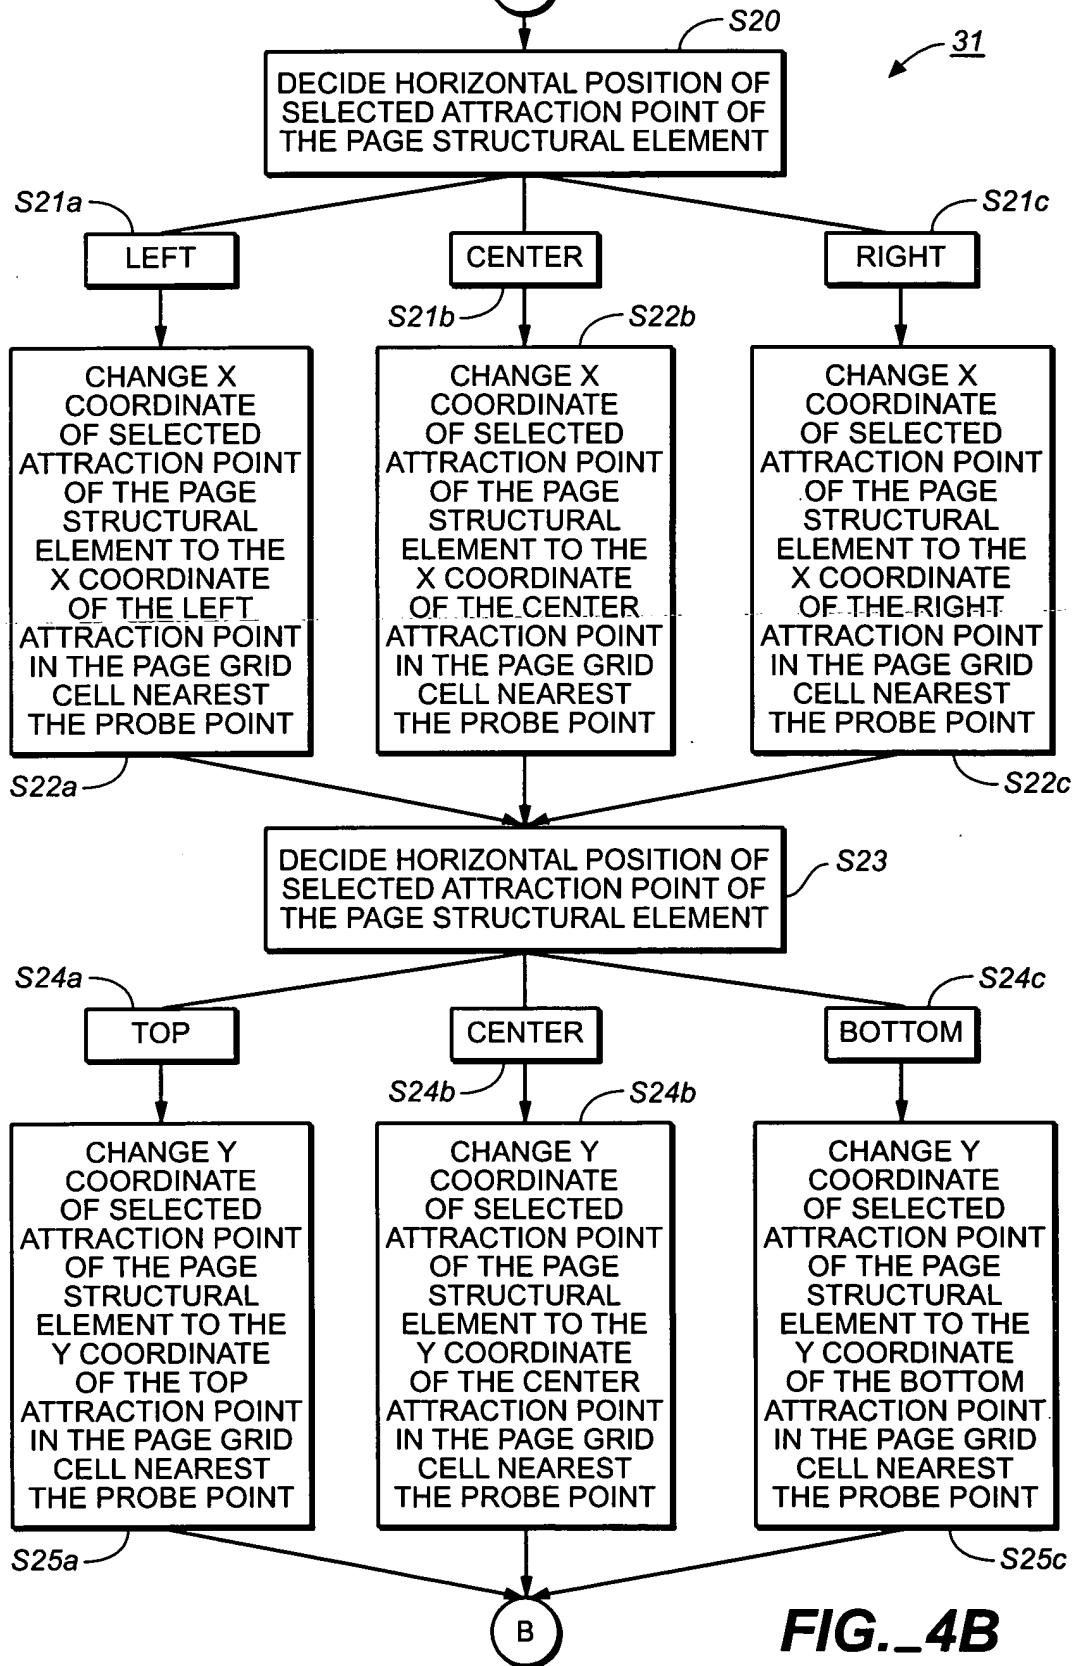 S20
31
DECIDE HORIZONTAL POSITION OF
SELECTED ATTRACTION POINT OF
THE PAGE STRUCTURAL ELEMENT
S21a
S21c
LEFT
CENTER
RIGHT
S21b
S22b
CHANGE X
COORDINATE
OF SELECTED
ATTRACTION POINT
OF THE PAGE
STRUCTURAL
ELEMENT TO THE
X COORDINATE
OF THE LEFT
ATTRACTION POINT
IN THE PAGE GRID
CELL NEAREST
THE PROBE POINT
CHANGE X
COORDINATE
OF SELECTED
ATTRACTION POINT
OF THE PAGE
STRUCTURAL
ELEMENT TO THE
X COORDINATE
OF THE CENTER
ATTRACTION POINT
IN THE PAGE GRID
CELL NEAREST
THE PROBE POINT
CHANGE X
COORDINATE
OF SELECTED
ATTRACTION POINT
OF THE PAGE
STRUCTURAL
ELEMENT TO THE
X COORDINATE
OF THE RIGHT
ATTRACTION POINT
IN THE PAGE GRID
CELL NEAREST
THE PROBE POINT
S22a
S22c
DECIDE HORIZONTAL POSITION OF
SELECTED ATTRACTION POINT OF
THE PAGE STRUCTURAL ELEMENT
S23
S24a
S24c
TOP
CENTER
BOTTOM
S24b
S24b
CHANGE Y
COORDINATE
OF SELECTED
ATTRACTION POINT
OF THE PAGE
STRUCTURAL
ELEMENT TO THE
Y COORDINATE
OF THE TOP
ATTRACTION POINT
IN THE PAGE GRID
CELL NEAREST
THE PROBE POINT
CHANGE Y
COORDINATE
OF SELECTED
ATTRACTION POINT
OF THE PAGE
STRUCTURAL
ELEMENT TO THE
Y COORDINATE
OF THE CENTER
ATTRACTION POINT
IN THE PAGE GRID
CELL NEAREST
THE PROBE POINT
CHANGE Y
COORDINATE
OF SELECTED
ATTRACTION POINT
OF THE PAGE
STRUCTURAL
ELEMENT TO THE
Y COORDINATE
OF THE BOTTOM
ATTRACTION POINT
IN THE PAGE GRID
CELL NEAREST
THE PROBE POINT
S25a
S25c
B
FIG._4B